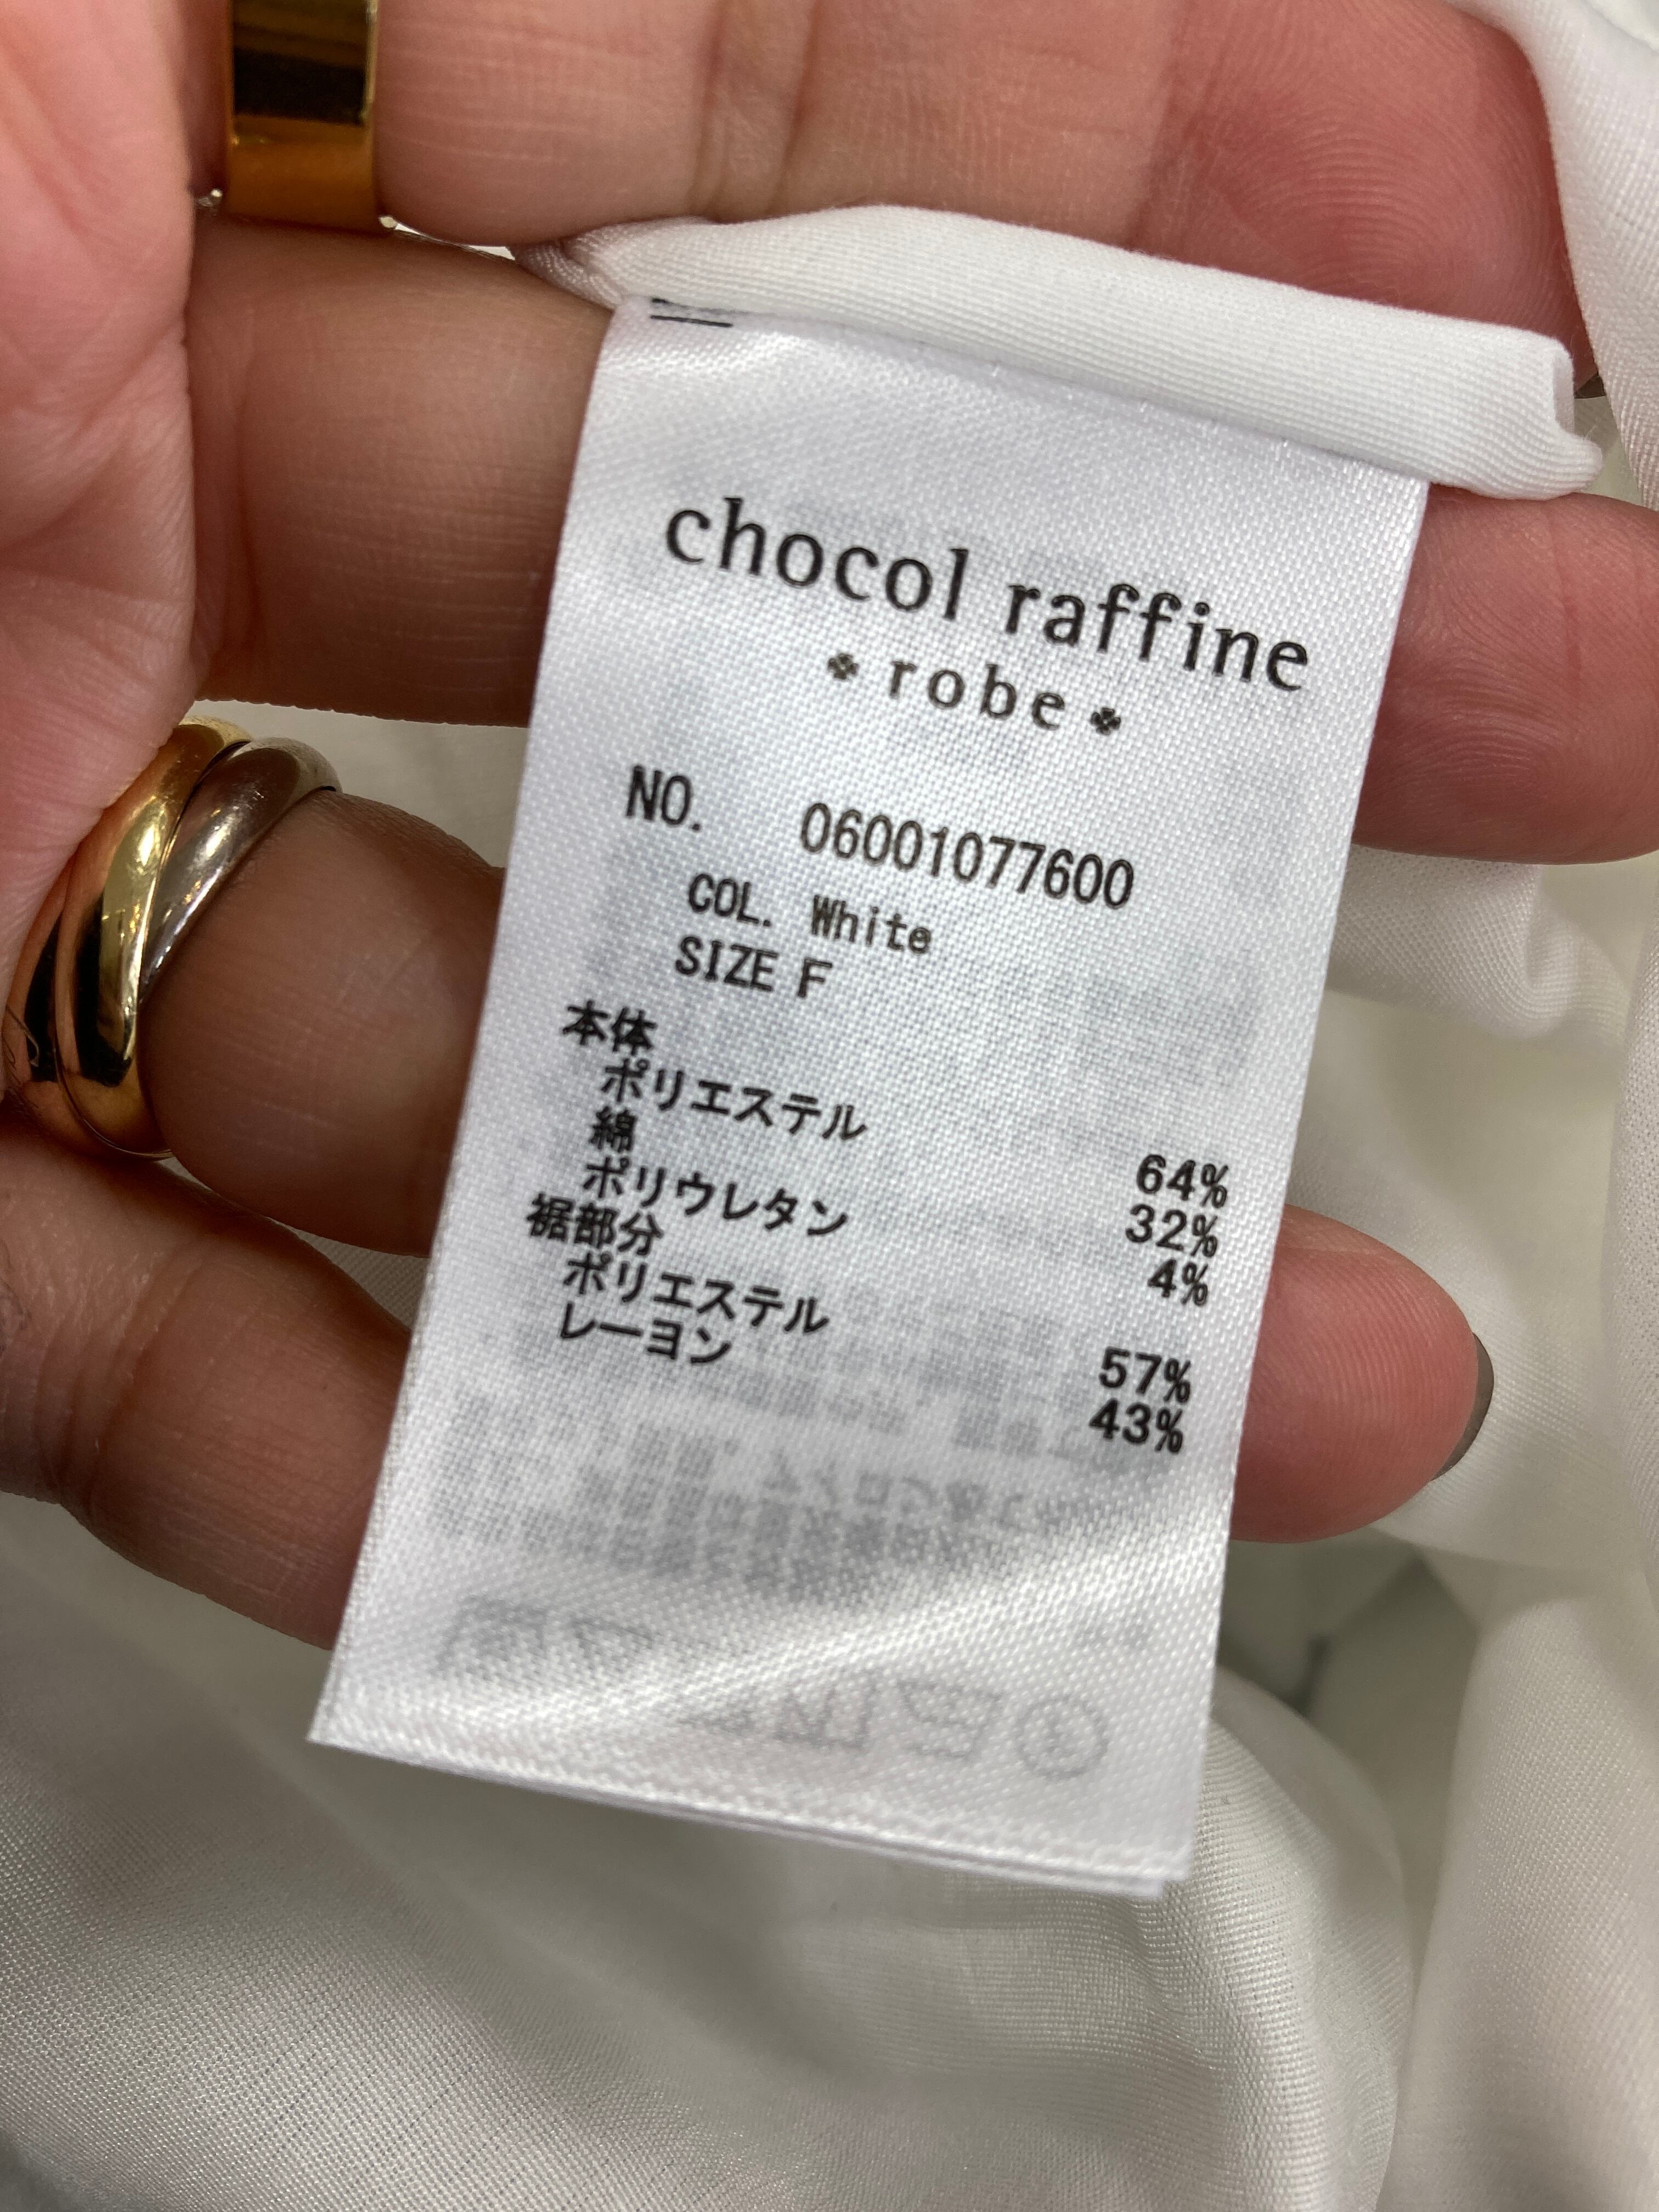 chocol raffine
robe
NO. 06001077600
COL. White
SIZE F
本体
ポリエステル 64%
綿 32%
ポリウレタン 4%
裾部分
ポリエステル 57%
レーヨン 43%